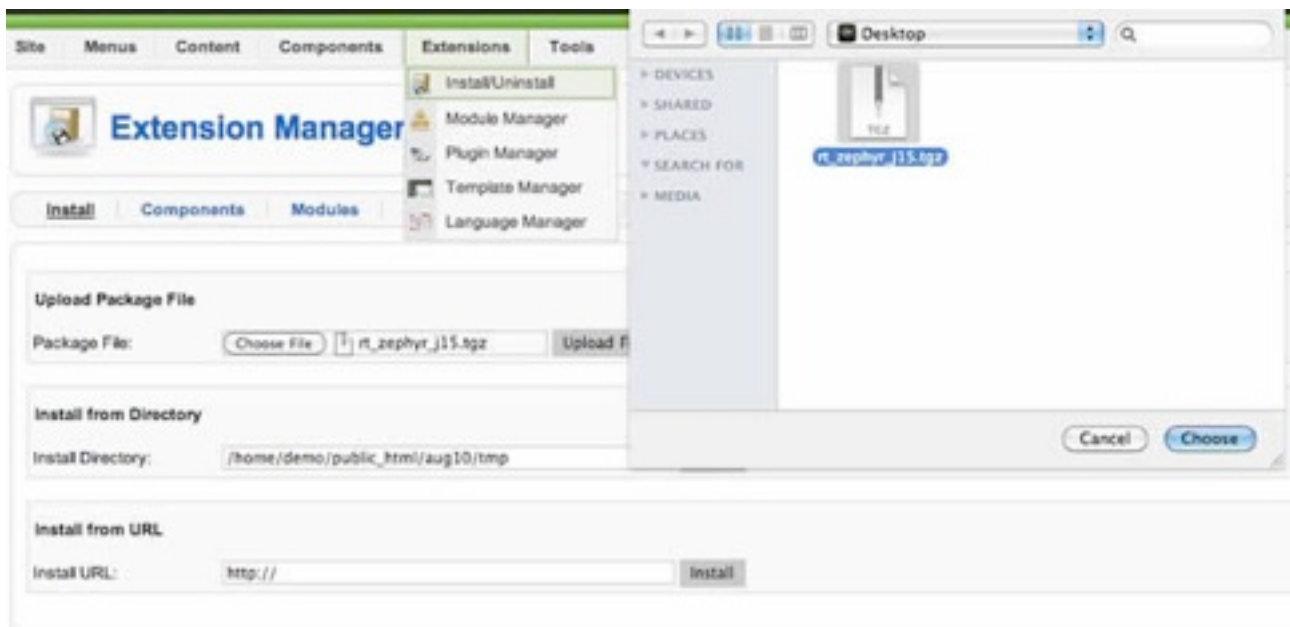 Site Menus Content Components Extensions Tools
Install/Uninstall
Module Manager
Plugin Manager
Template Manager
Language Manager
Extension Manager
Install Components Modules
Upload Package File
Package File: Choose File rt_zephyr_j15.tgz Upload F
Install from Directory
Install Directory: /home/demo/public_html/aug10/tmp
Install from URL
Install URL: http:// Install
Desktop
DEVICES
SHARED
PLACES
SEARCH FOR
MEDIA
TGZ
rt_zephyr_j15.tgz
Cancel Choose